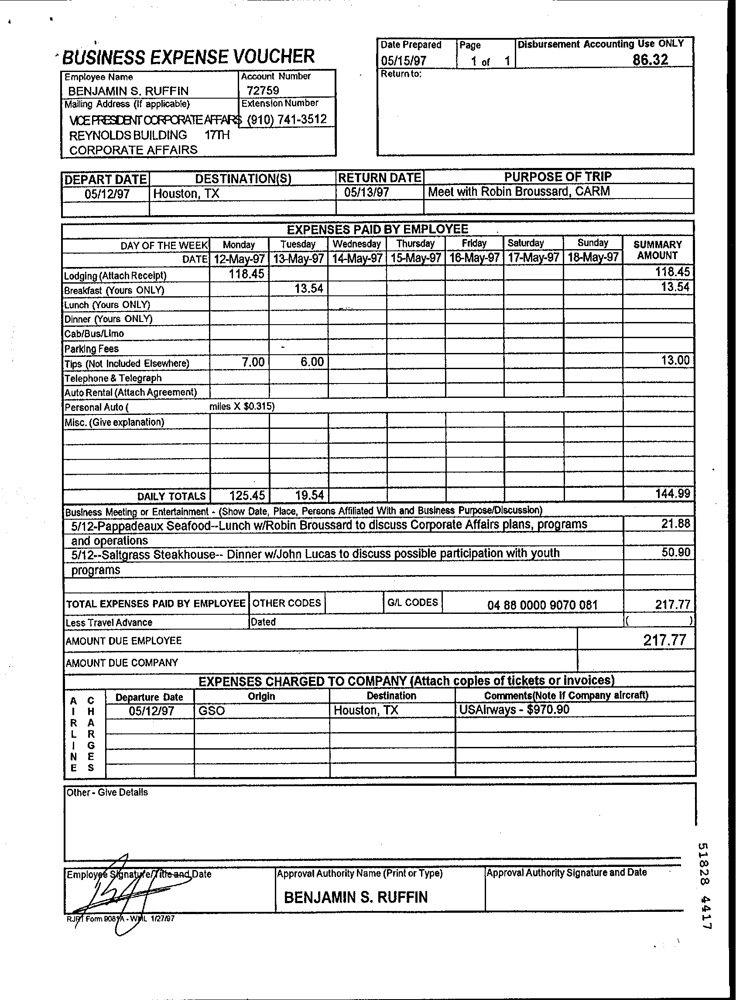 BUSINESS EXPENSE VOUCHER
Date Prepared Page Disbursement Accounting Use ONLY
05/15/97 1 of 1 86.32
Return to:
Employee Name Account Number
BENJAMIN S. RUFFIN 72759
Mailing Address (If applicable) Extension Number
VICE PRESIDENT CORPORATE AFFAIRS (910) 741-3512
REYNOLDS BUILDING 17TH
CORPORATE AFFAIRS
DEPART DATE DESTINATION(S) RETURN DATE PURPOSE OF TRIP
05/12/97 Houston, TX 05/13/97 Meet with Robin Broussard, CARM
EXPENSES PAID BY EMPLOYEE
DAY OF THE WEEK Monday Tuesday Wednesday Thursday Friday Saturday Sunday SUMMARY
DATE 12-May-97 13-May-97 14-May-97 15-May-97 16-May-97 17-May-97 18-May-97 AMOUNT
Lodging (Attach Receipt) 118.45 118.45
Breakfast (Yours ONLY) 13.54 13.54
Lunch (Yours ONLY)
Dinner (Yours ONLY)
Cab/Bus/Limo
Parking Fees
Tips (Not Included Elsewhere) 7.00 6.00 13.00
Telephone & Telegraph
Auto Rental (Attach Agreement)
Personal Auto ( miles X $0.315)
Misc. (Give explanation)
DAILY TOTALS 125.45 19.54 144.99
Business Meeting or Entertainment - (Show Date, Place, Persons Affiliated With and Business Purpose/Discussion)
5/12-Pappadeaux Seafood--Lunch w/Robin Broussard to discuss Corporate Affairs plans, programs 21.88
and operations
5/12--Saltgrass Steakhouse-- Dinner w/John Lucas to discuss possible participation with youth 50.90
programs
TOTAL EXPENSES PAID BY EMPLOYEE OTHER CODES G/L CODES 04 88 0000 9070 081 217.77
Less Travel Advance Dated ( )
AMOUNT DUE EMPLOYEE 217.77
AMOUNT DUE COMPANY
EXPENSES CHARGED TO COMPANY (Attach copies of tickets or invoices)
AIRLINE CHARGES
Departure Date Origin Destination Comments(Note If Company aircraft)
05/12/97 GSO Houston, TX USAirways - $970.90
Other - Give Details
Employee Signature/Title and Date Approval Authority Name (Print or Type) Approval Authority Signature and Date
BENJAMIN S. RUFFIN
1/27/97
51828 4417